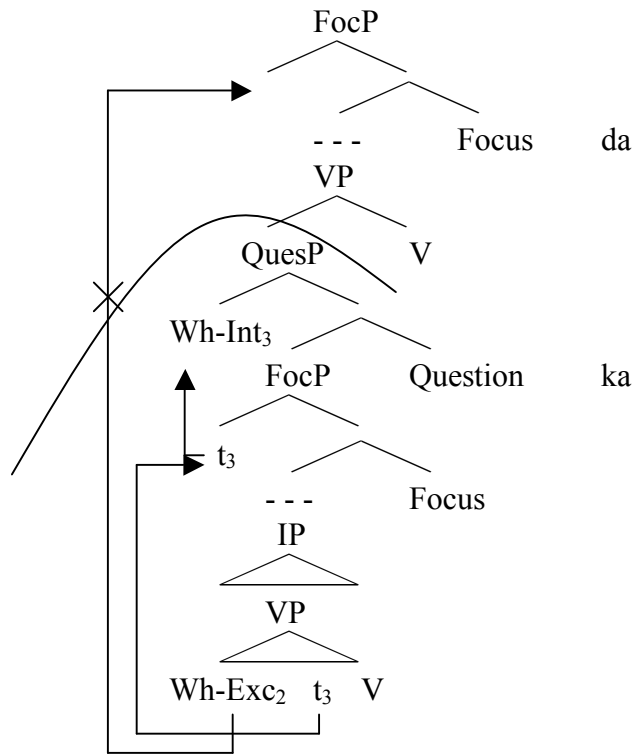 FocP
- - - Focus da
VP
QuesP V
Wh-Int₃
FocP Question ka
t₃
- - - Focus
IP
VP
Wh-Exc₂ t₃ V